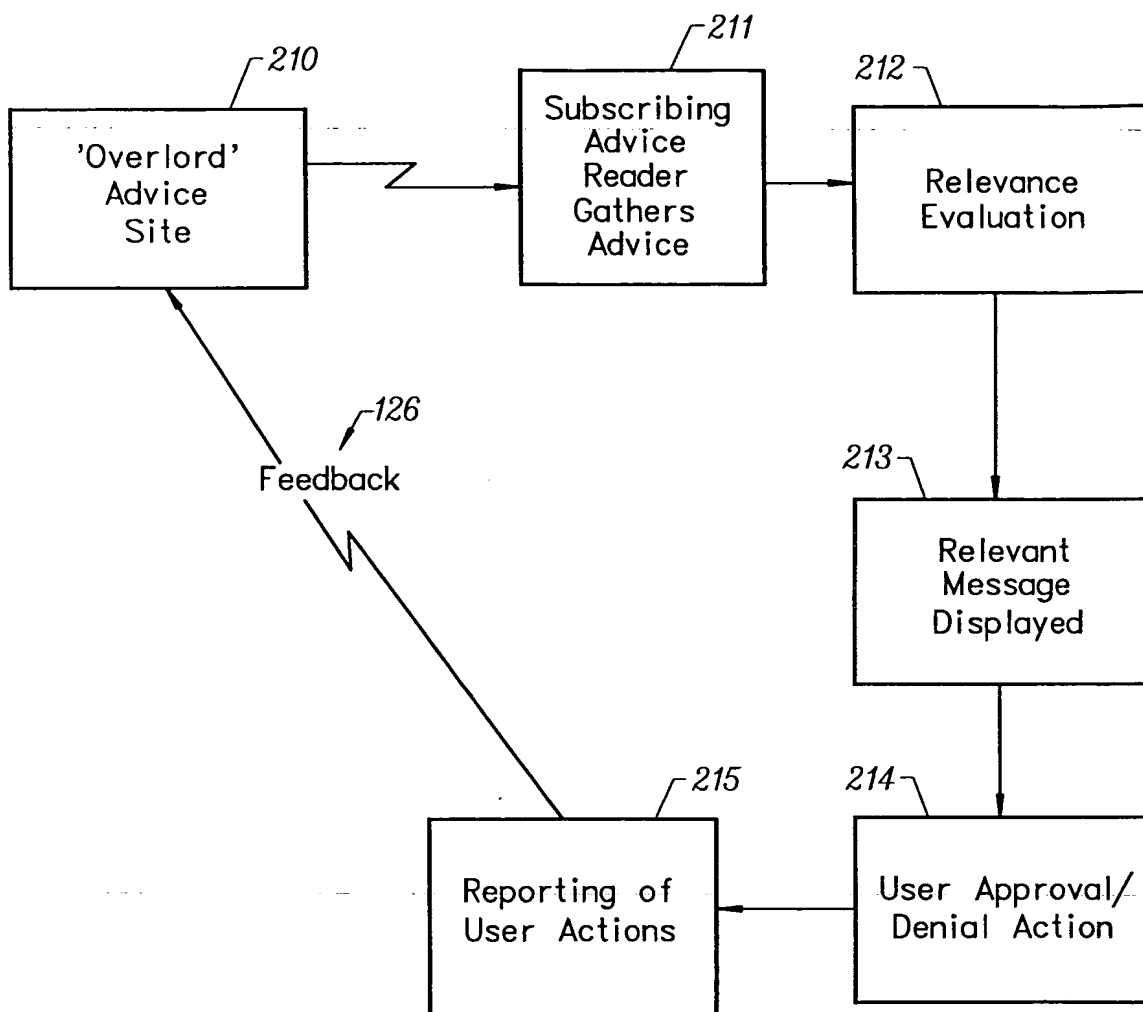 210
'Overlord'
Advice
Site
211
Subscribing
Advice
Reader
Gathers
Advice
212
Relevance
Evaluation
126
Feedback
213
Relevant
Message
Displayed
214
User Approval/
Denial Action
215
Reporting of
User Actions